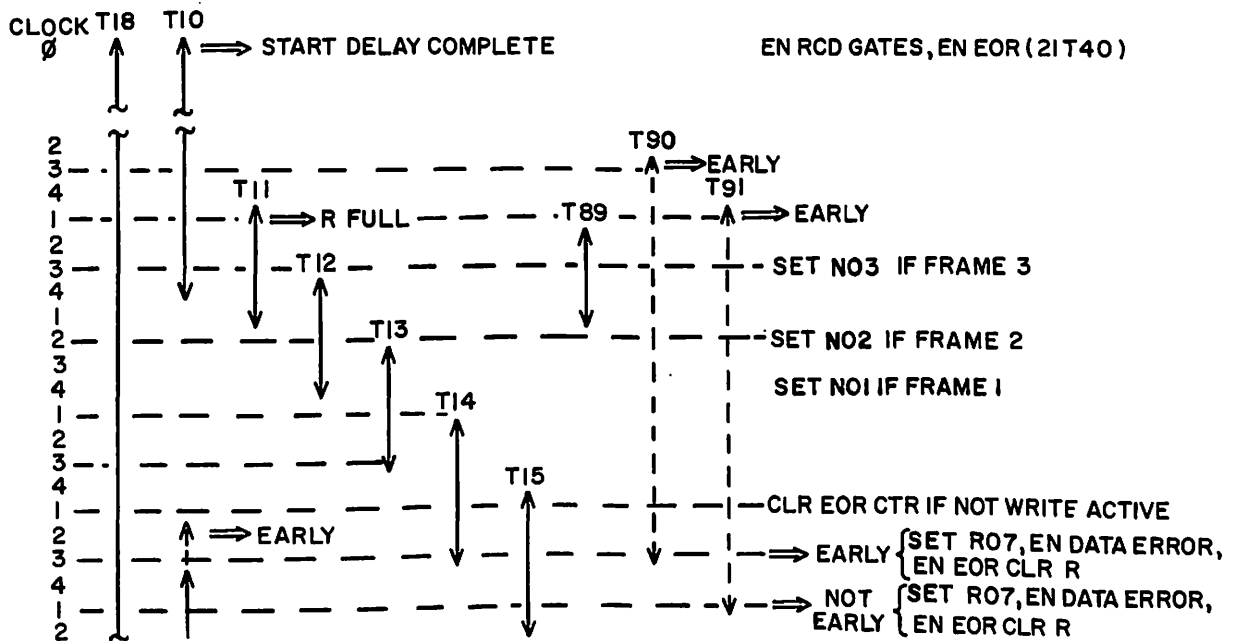 CLOCK T18 T10
Ø ⇒ START DELAY COMPLETE EN RCD GATES, EN EOR (21T40)
2 T90
3 ⇒ EARLY
4 T11 T91
1 ⇒ R FULL T89 ⇒ EARLY
2
3 T12 SET NO3 IF FRAME 3
4
1
2 T13 SET NO2 IF FRAME 2
3
4 SET NO1 IF FRAME 1
1 T14
2
3
4 T15
1 CLR EOR CTR IF NOT WRITE ACTIVE
2 ⇒ EARLY
3 ⇒ EARLY { SET RO7, EN DATA ERROR,
EN EOR CLR R
4
1 ⇒ NOT EARLY { SET RO7, EN DATA ERROR,
2 EN EOR CLR R